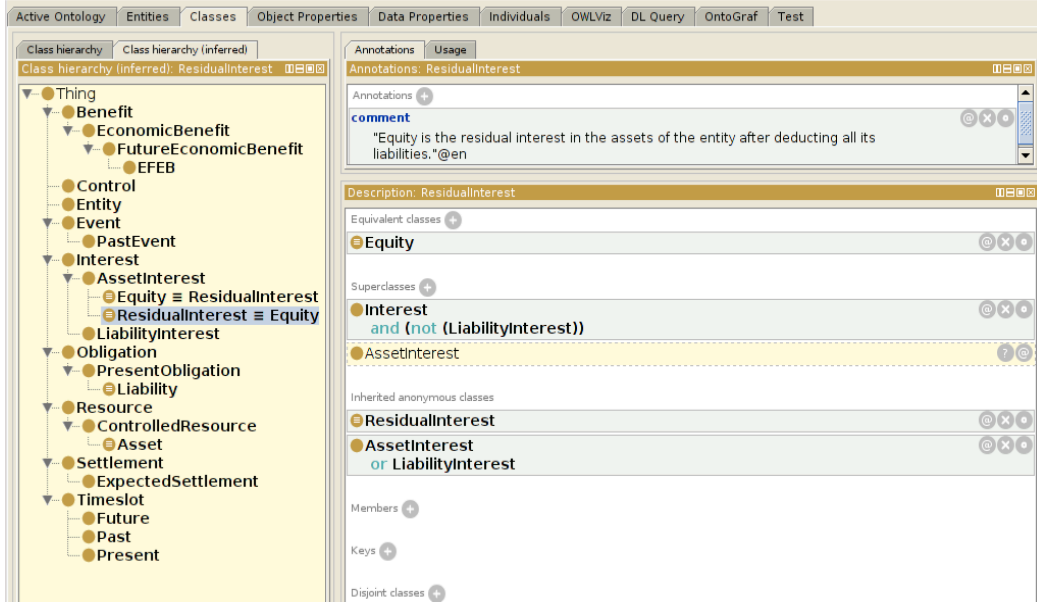 Active Ontology Entities Classes Object Properties Data Properties Individuals OWLViz DL Query OntoGraf Test
Class hierarchy Class hierarchy (inferred)
Class hierarchy (inferred): ResidualInterest
Thing
Benefit
EconomicBenefit
FutureEconomicBenefit
EFEB
Control
Entity
Event
PastEvent
Interest
AssetInterest
Equity ≡ ResidualInterest
ResidualInterest ≡ Equity
LiabilityInterest
Obligation
PresentObligation
Liability
Resource
ControlledResource
Asset
Settlement
ExpectedSettlement
Timeslot
Future
Past
Present
Annotations Usage
Annotations: ResidualInterest
Annotations
comment
"Equity is the residual interest in the assets of the entity after deducting all its
liabilities."@en
Description: ResidualInterest
Equivalent classes
Equity
Superclasses
Interest
and (not (LiabilityInterest))
AssetInterest
Inherited anonymous classes
ResidualInterest
AssetInterest
or LiabilityInterest
Members
Keys
Disjoint classes